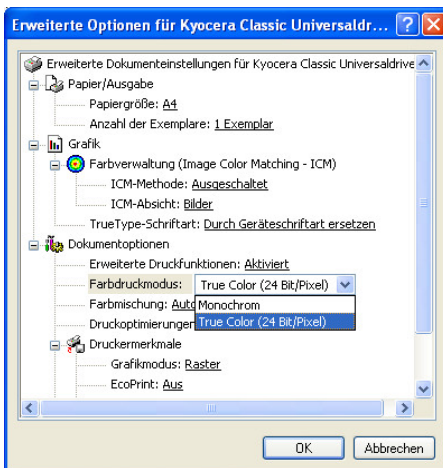 Erweiterte Optionen für Kyocera Classic Universaldr...
Erweiterte Dokumenteinstellungen für Kyocera Classic Universaldrive
Papier/Ausgabe
Papiergröße: A4
Anzahl der Exemplare: 1 Exemplar
Grafik
Farbverwaltung (Image Color Matching - ICM)
ICM-Methode: Ausgeschaltet
ICM-Absicht: Bilder
TrueType-Schriftart: Durch Geräteschriftart ersetzen
Dokumentoptionen
Erweiterte Druckfunktionen: Aktiviert
Farbdruckmodus: True Color (24 Bit/Pixel)
Farbmischung: Auto
Monochrom
Druckoptimierungen
True Color (24 Bit/Pixel)
Druckermerkmale
Grafikmodus: Raster
EcoPrint: Aus
OK Abbrechen